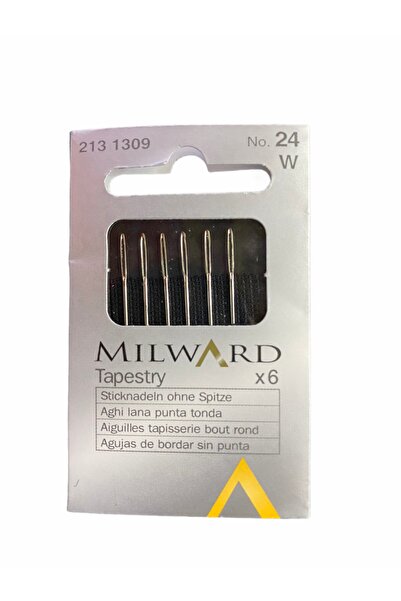 213 1309
No. 24
W
MILWARD
Tapestry x6
Sticknadeln ohne Spitze
Aghi lana punta tonda
Aiguilles tapisserie bout rond
Agujas de bordar sin punta